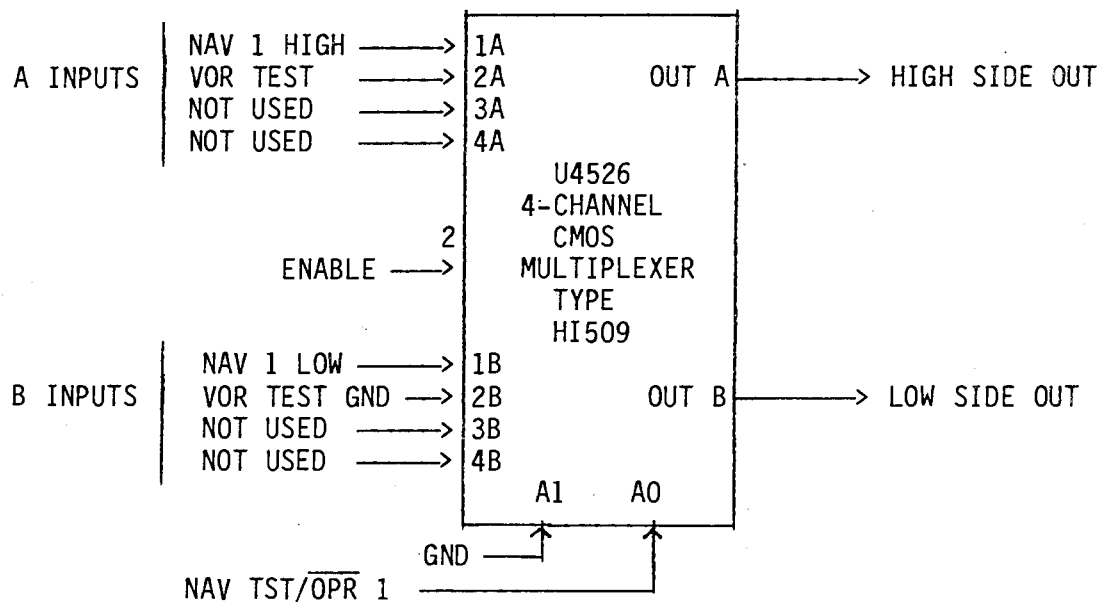 A INPUTS
NAV 1 HIGH
VOR TEST
NOT USED
NOT USED
1A
2A
3A
4A
OUT A
HIGH SIDE OUT
U4526
4-CHANNEL
CMOS
MULTIPLEXER
TYPE
HI509
2
ENABLE
B INPUTS
NAV 1 LOW
VOR TEST GND
NOT USED
NOT USED
1B
2B
3B
4B
OUT B
LOW SIDE OUT
A1 A0
GND
NAV TST/O̅P̅R̅ 1